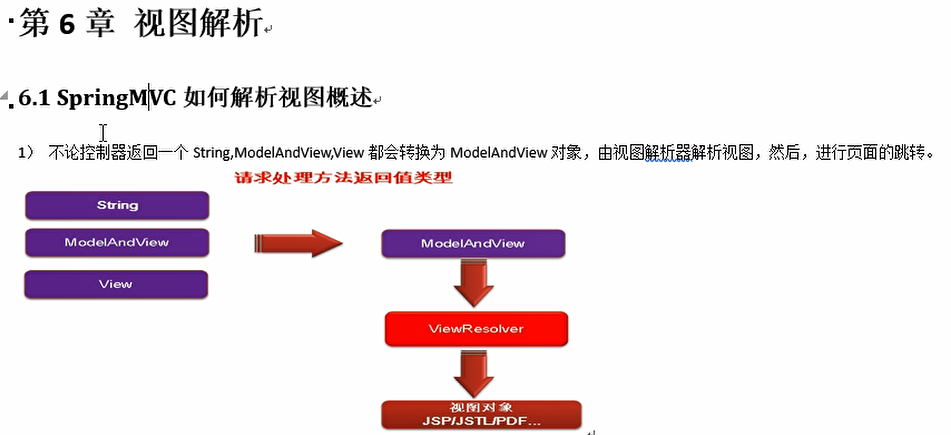 第 6 章 视图解析
6.1 SpringMVC 如何解析视图概述
1） 不论控制器返回一个 String,ModelAndView,View 都会转换为 ModelAndView 对象，由视图解析器解析视图，然后，进行页面的跳转。
请求处理方法返回值类型
String
ModelAndView
View
ModelAndView
ViewResolver
视图对象
JSP/JSTL/PDF...